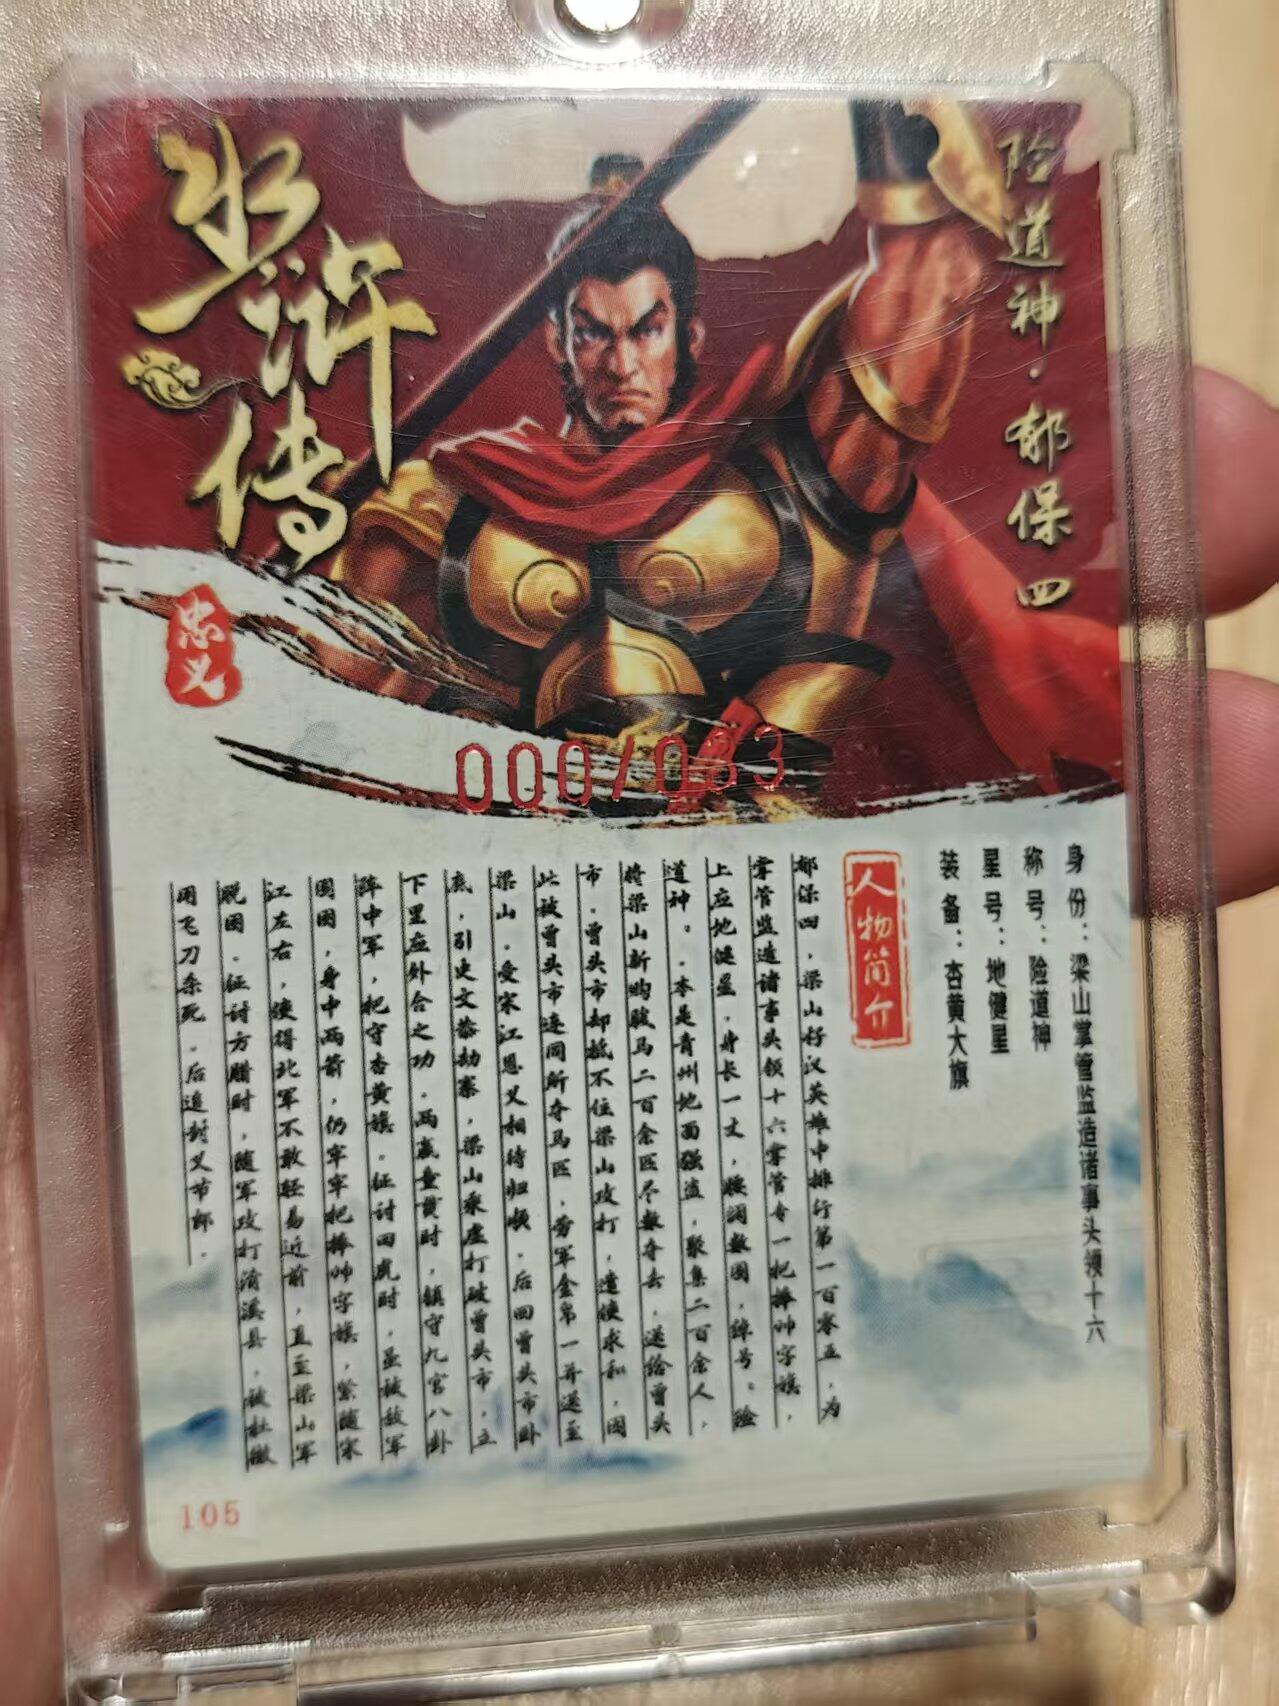 水浒传
忠义
险道神·郁保四
000/083
身份：梁山掌管监造诸事头领十六
称号：险道神
星号：地健星
装备：杏黄大旗
人物简介
郁保四，梁山好汉英雄中排行第一百零五，为
掌管监造诸事头领十六掌管专一把捧帅字旗，
上应地健星，身长一丈，腰阔数围，绰号。险
道神。.本是青州地面强盗，聚集二百余人，
将梁山新购骏马二百余匹尽数夺去，送给曾头
市.曾头市却抵不住梁山攻打，遣使求和，因
此被曾头市连同所夺马匹，劳军金帛一并送至
梁山.受宋江恩义相待归顺.后回曾头市卧
底.引史文恭劫寨，梁山乘虚打破曾头市，立
下里应外合之功.两赢童贯时，镇守九宫八卦
阵中军，把守杏黄旗.征讨田虎时，虽被敌军
围困，身中两箭，仍牢牢把捧帅字旗，紧随宋
江左右，使得北军不敢轻易近前，直至梁山军
脱困.征讨方腊时，随军攻打清溪县，被杜微
用飞刀杀死.后追封义节郎.
105